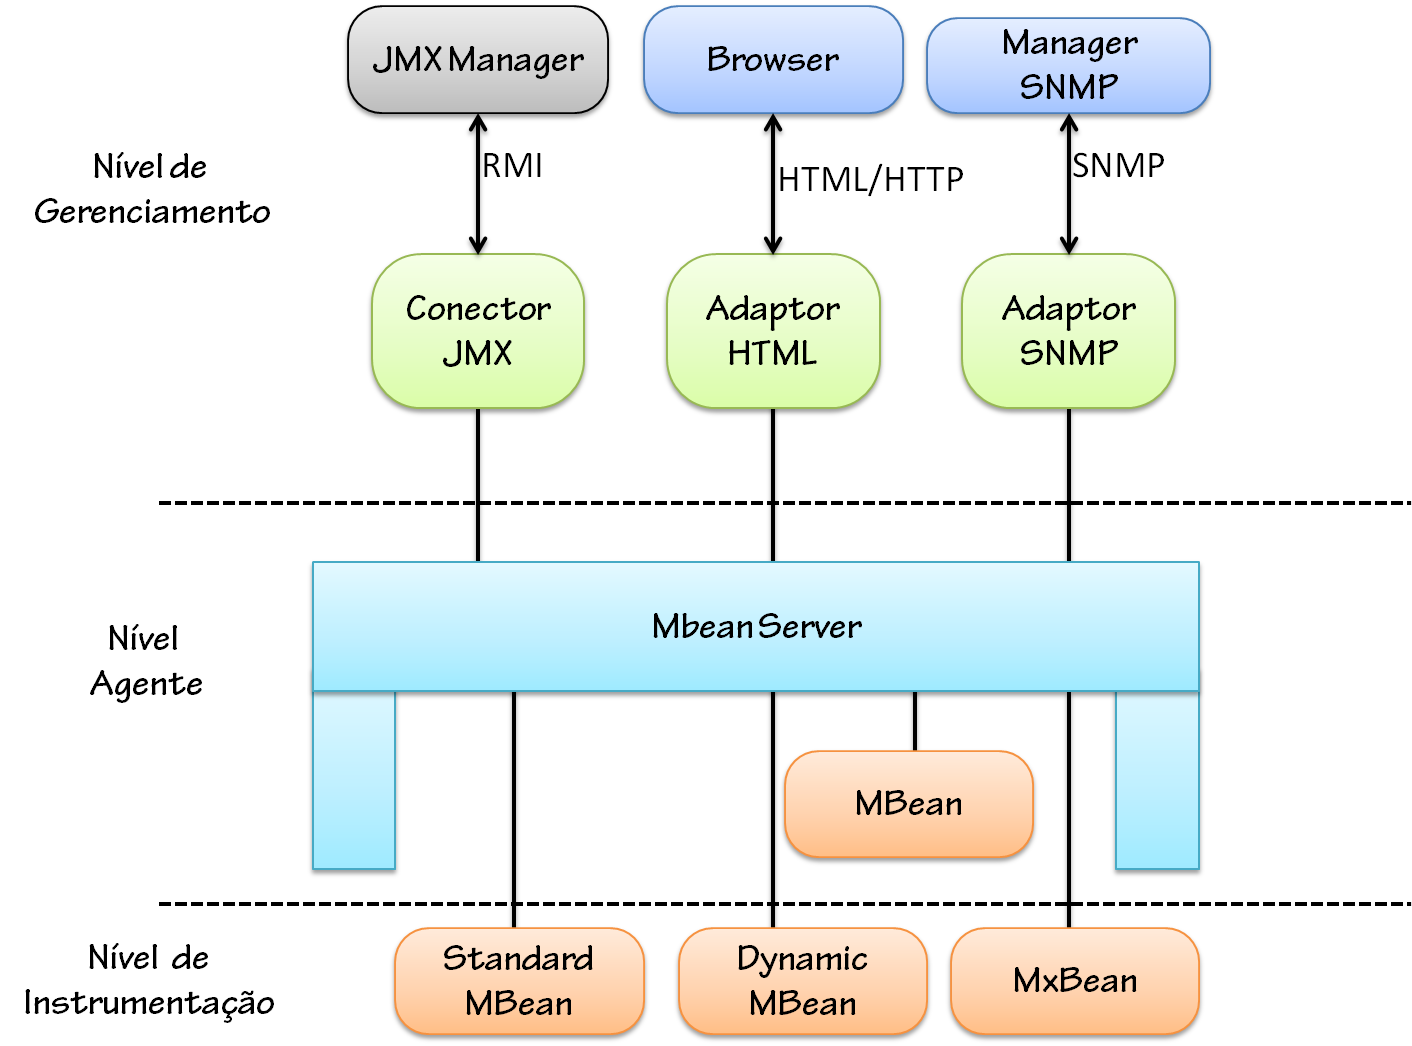 JMX Manager
Browser
Manager
SNMP
Nível de
Gerenciamento
RMI
HTML/HTTP
SNMP
Conector
JMX
Adaptor
HTML
Adaptor
SNMP
Mbean Server
Nível
Agente
MBean
Nível de
Instrumentação
Standard
MBean
Dynamic
MBean
MxBean